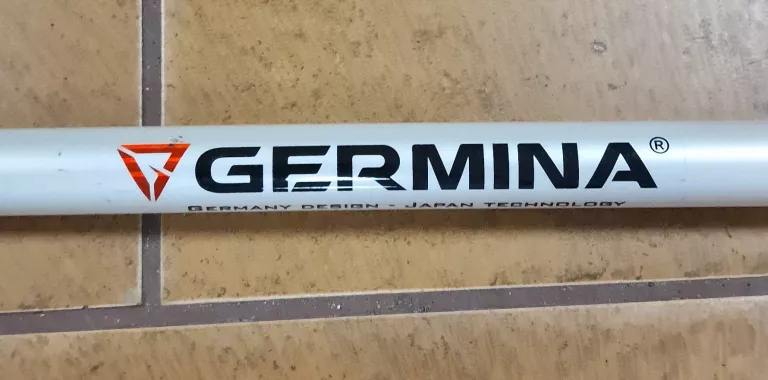 GERMINA®
GERMANY DESIGN - JAPAN TECHNOLOGY